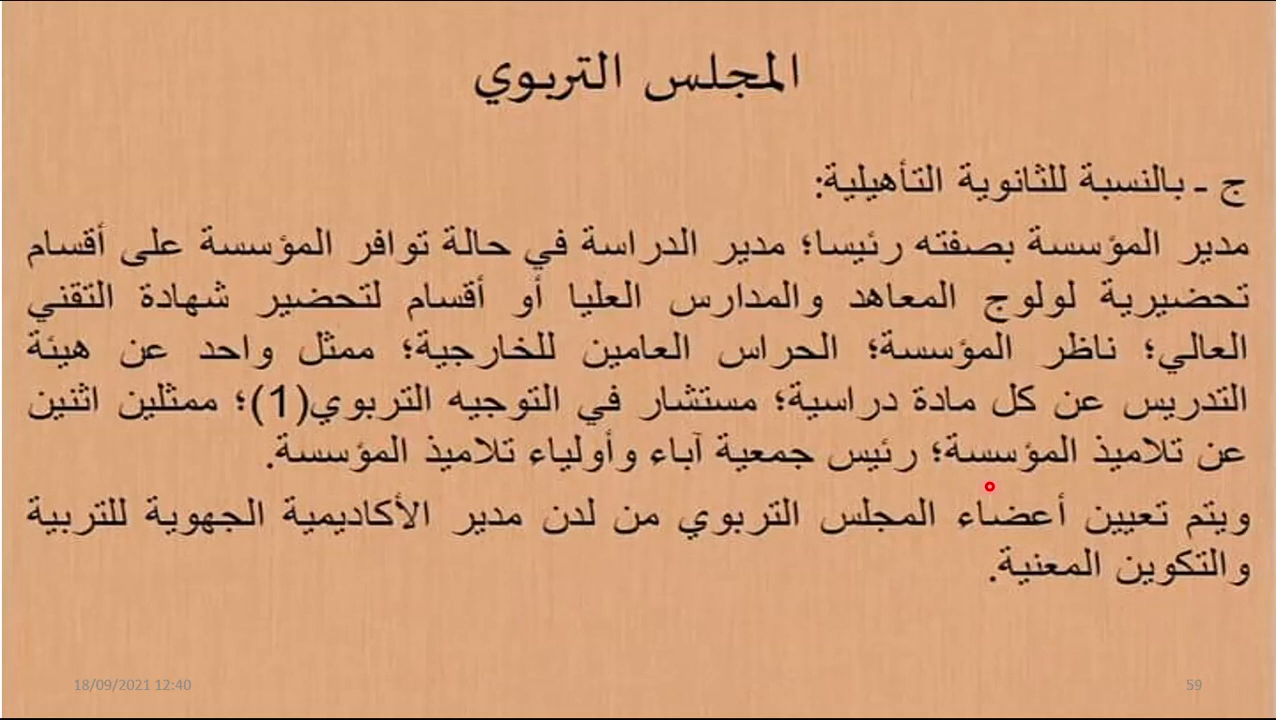 المجلس التربوي
ج ـ بالنسبة للثانوية التأهيلية:
مدير المؤسسة بصفته رئيسا؛ مدير الدراسة في حالة توافر المؤسسة على أقسام
تحضيرية لولوج المعاهد والمدارس العليا أو أقسام لتحضير شهادة التقني
العالي؛ ناظر المؤسسة؛ الحراس العامين للخارجية؛ ممثل واحد عن هيئة
التدريس عن كل مادة دراسية؛ مستشار في التوجيه التربوي(1)؛ ممثلين اثنين
عن تلاميذ المؤسسة؛ رئيس جمعية آباء وأولياء تلاميذ المؤسسة.
ويتم تعيين أعضاء المجلس التربوي من لدن مدير الأكاديمية الجهوية للتربية
والتكوين المعنية.
18/09/2021 12:40
59